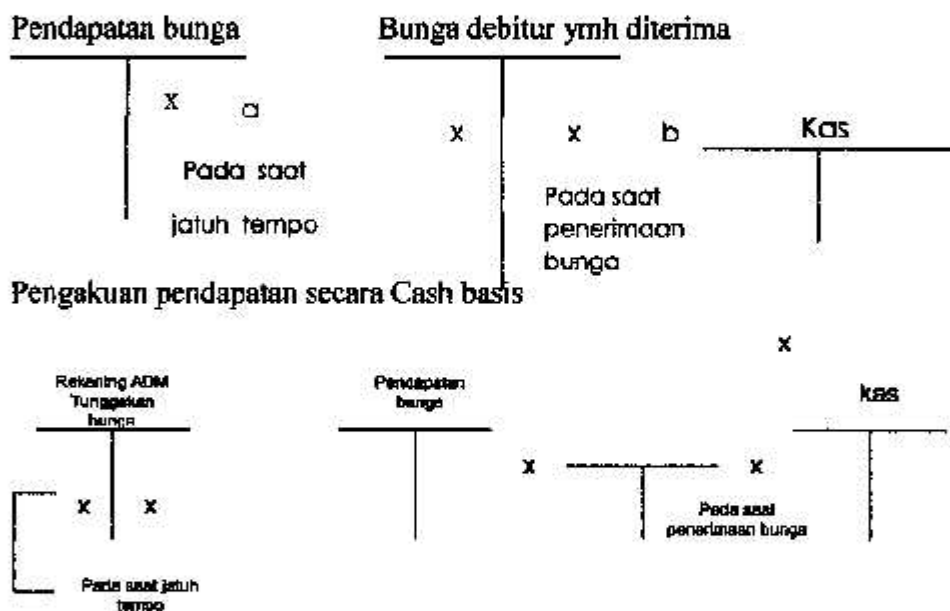 Pendapatan bunga
Bunga debitur ymh diterima
x a
x x b
Kas
Pada saat
jatuh tempo
Pada saat
penerimaan
bunga
Pengakuan pendapatan secara Cash basis
x
Rekening ADM
Tunggakan
bunga
Pendapatan
bunga
kas
x x
x x
Pada saat
penerimaan bunga
Pada saat jatuh
tempo